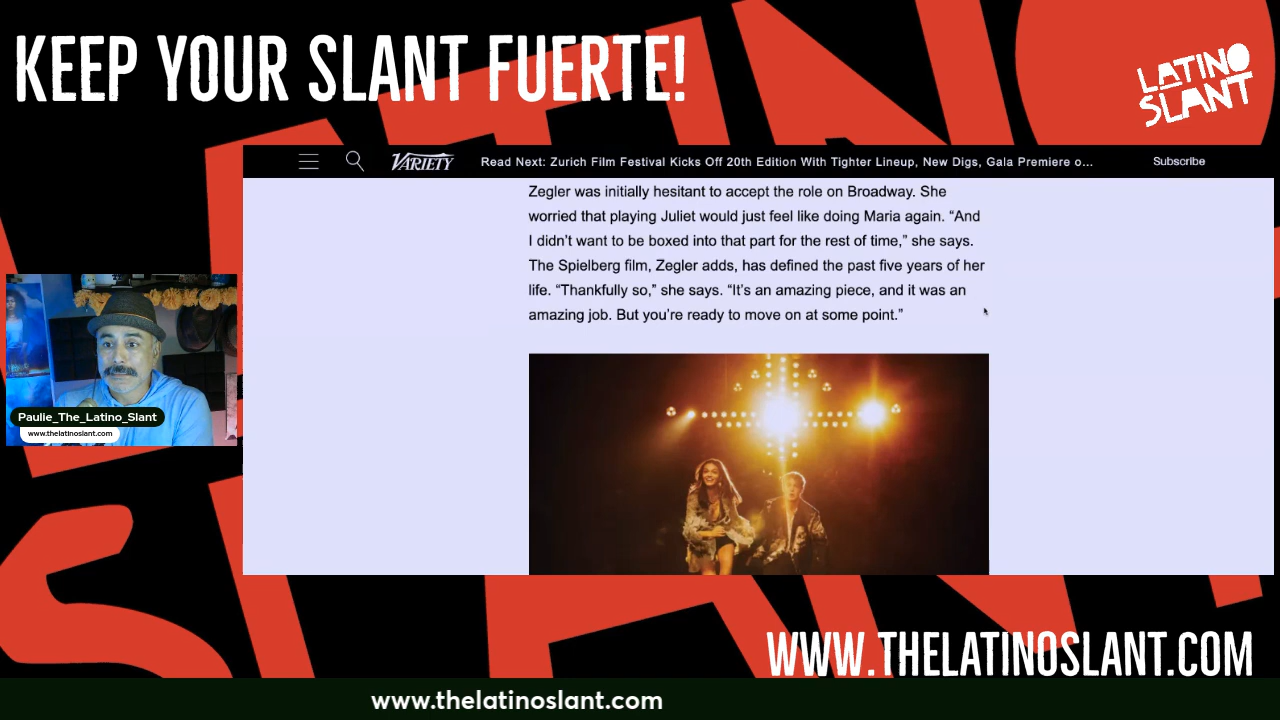 KEEP YOUR SLANT FUERTE!
LATINO
SLANT
VARIETY
Read Next: Zurich Film Festival Kicks Off 20th Edition With Tighter Lineup, New Digs, Gala Premiere o...
Subscribe
Zegler was initially hesitant to accept the role on Broadway. She
worried that playing Juliet would just feel like doing Maria again. “And
I didn’t want to be boxed into that part for the rest of time,” she says.
The Spielberg film, Zegler adds, has defined the past five years of her
life. “Thankfully so,” she says. “It’s an amazing piece, and it was an
amazing job. But you’re ready to move on at some point.”
Paulie_The_Latino_Slant
www.thelatinoslant.com
WWW.THELATINOSLANT.COM
www.thelatinoslant.com